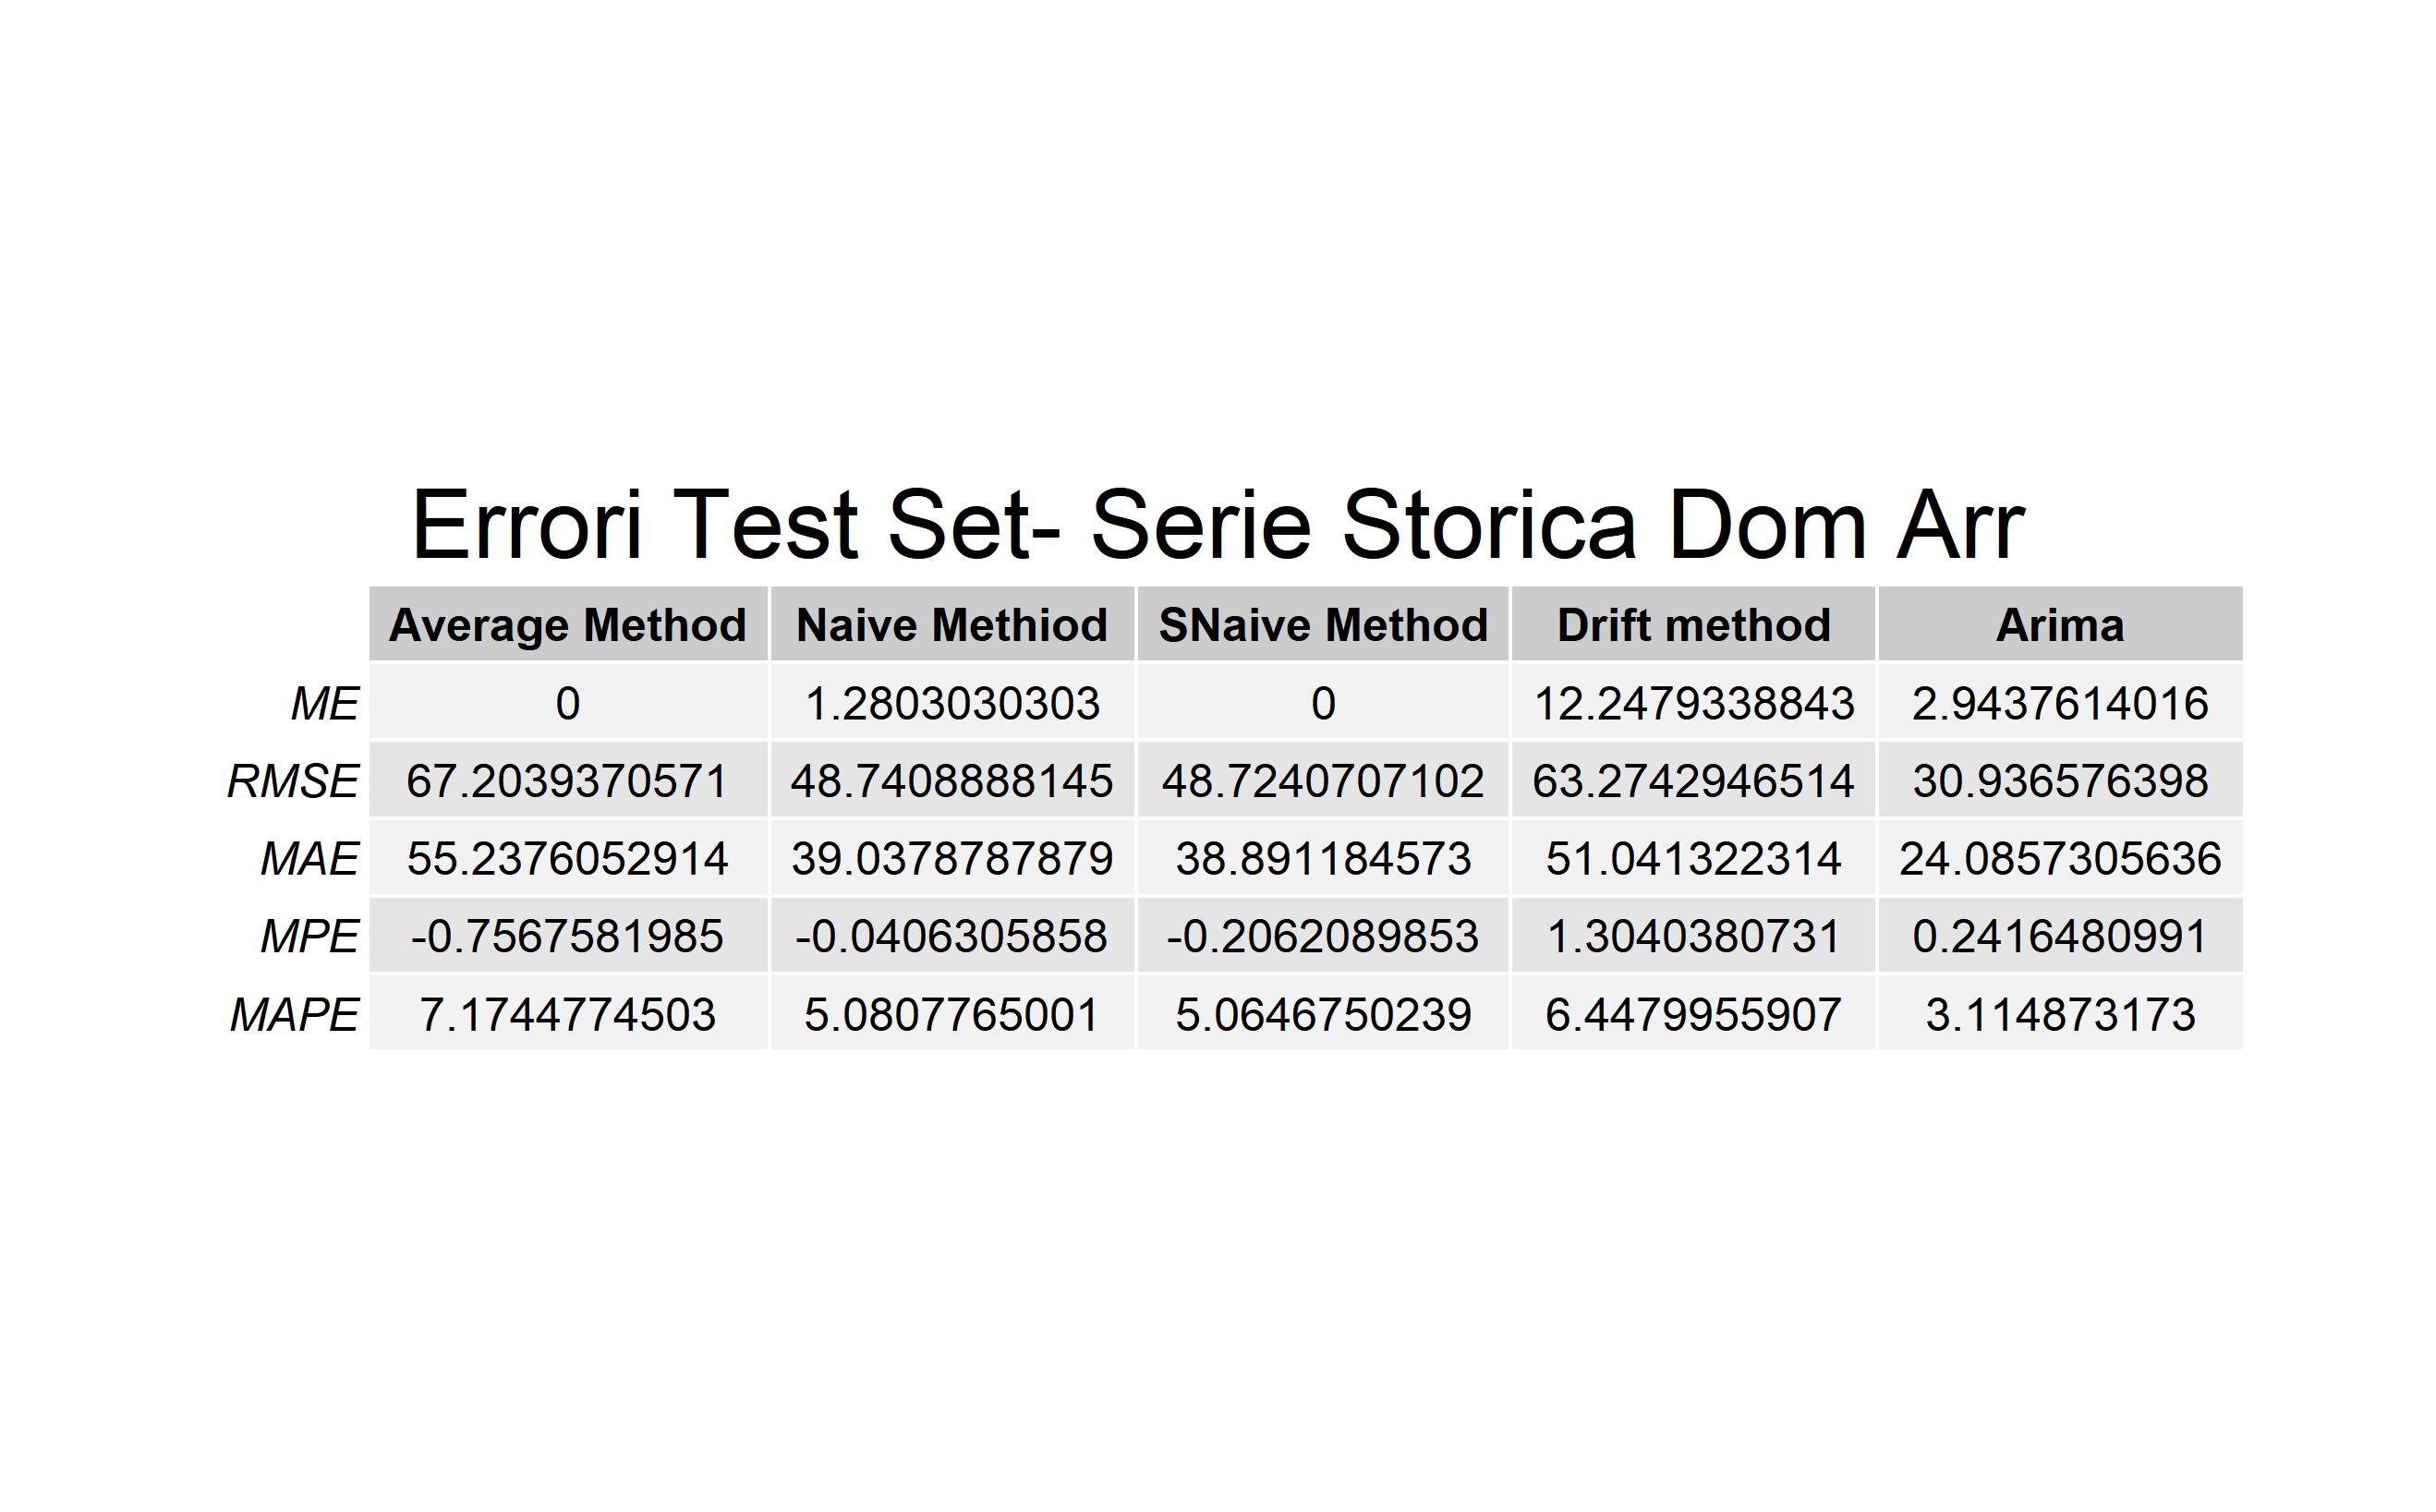 Errori Test Set- Serie Storica Dom Arr
Average Method Naive Methiod SNaive Method Drift method Arima
ME 0 1.2803030303 0 12.2479338843 2.9437614016
RMSE 67.2039370571 48.7408888145 48.7240707102 63.2742946514 30.936576398
MAE 55.2376052914 39.0378787879 38.891184573 51.041322314 24.0857305636
MPE -0.7567581985 -0.0406305858 -0.2062089853 1.3040380731 0.2416480991
MAPE 7.1744774503 5.0807765001 5.0646750239 6.4479955907 3.114873173